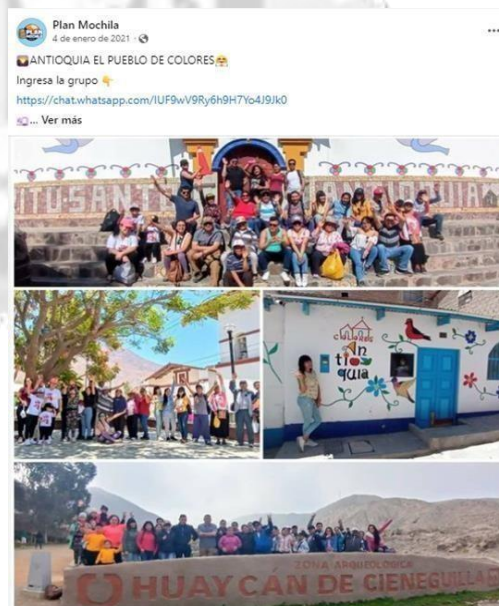 Plan Mochila
4 de enero de 2021 ·
ANTIOQUIA EL PUEBLO DE COLORES
Ingresa la grupo
https://chat.whatsapp.com/IUF9wV9Ry6h9H7Yo4J9Jk0
... Ver más
An
tio
quia
ZONA ARQUEOLÓGICA
HUAYCÁN DE CIENEGUILLA